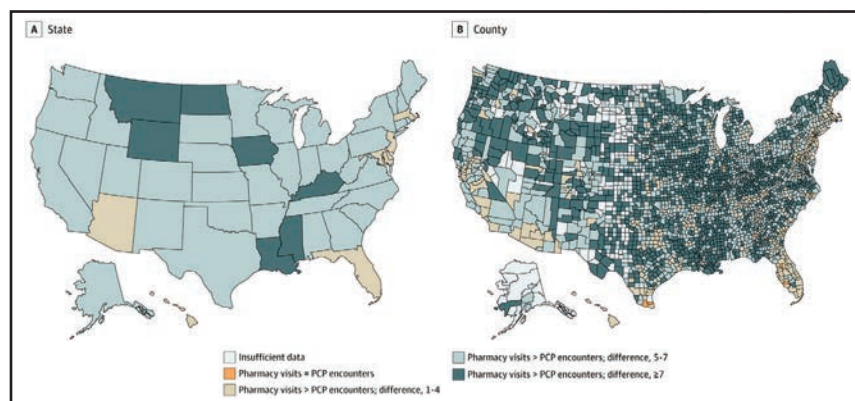 A State
B County
Insufficient data
Pharmacy visits = PCP encounters
Pharmacy visits > PCP encounters; difference, 1-4
Pharmacy visits > PCP encounters; difference, 5-7
Pharmacy visits > PCP encounters; difference, ≥7